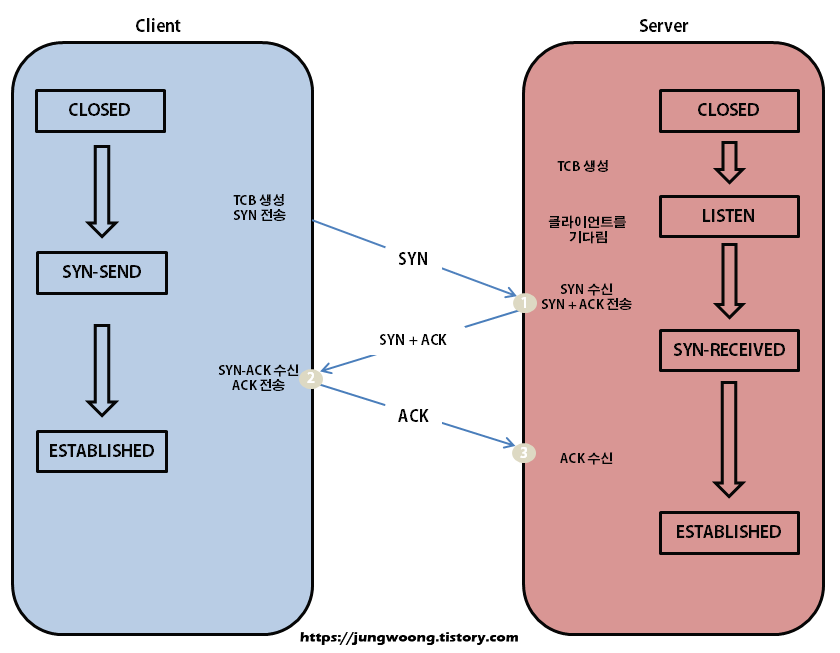 Client
Server
CLOSED
CLOSED
TCB 생성
TCB 생성
SYN 전송
LISTEN
클라이언트를
기다림
SYN
SYN-SEND
1
SYN 수신
SYN + ACK 전송
SYN + ACK
SYN-RECEIVED
SYN-ACK 수신
ACK 전송
2
ACK
ESTABLISHED
3
ACK 수신
ESTABLISHED
https://jungwoong.tistory.com